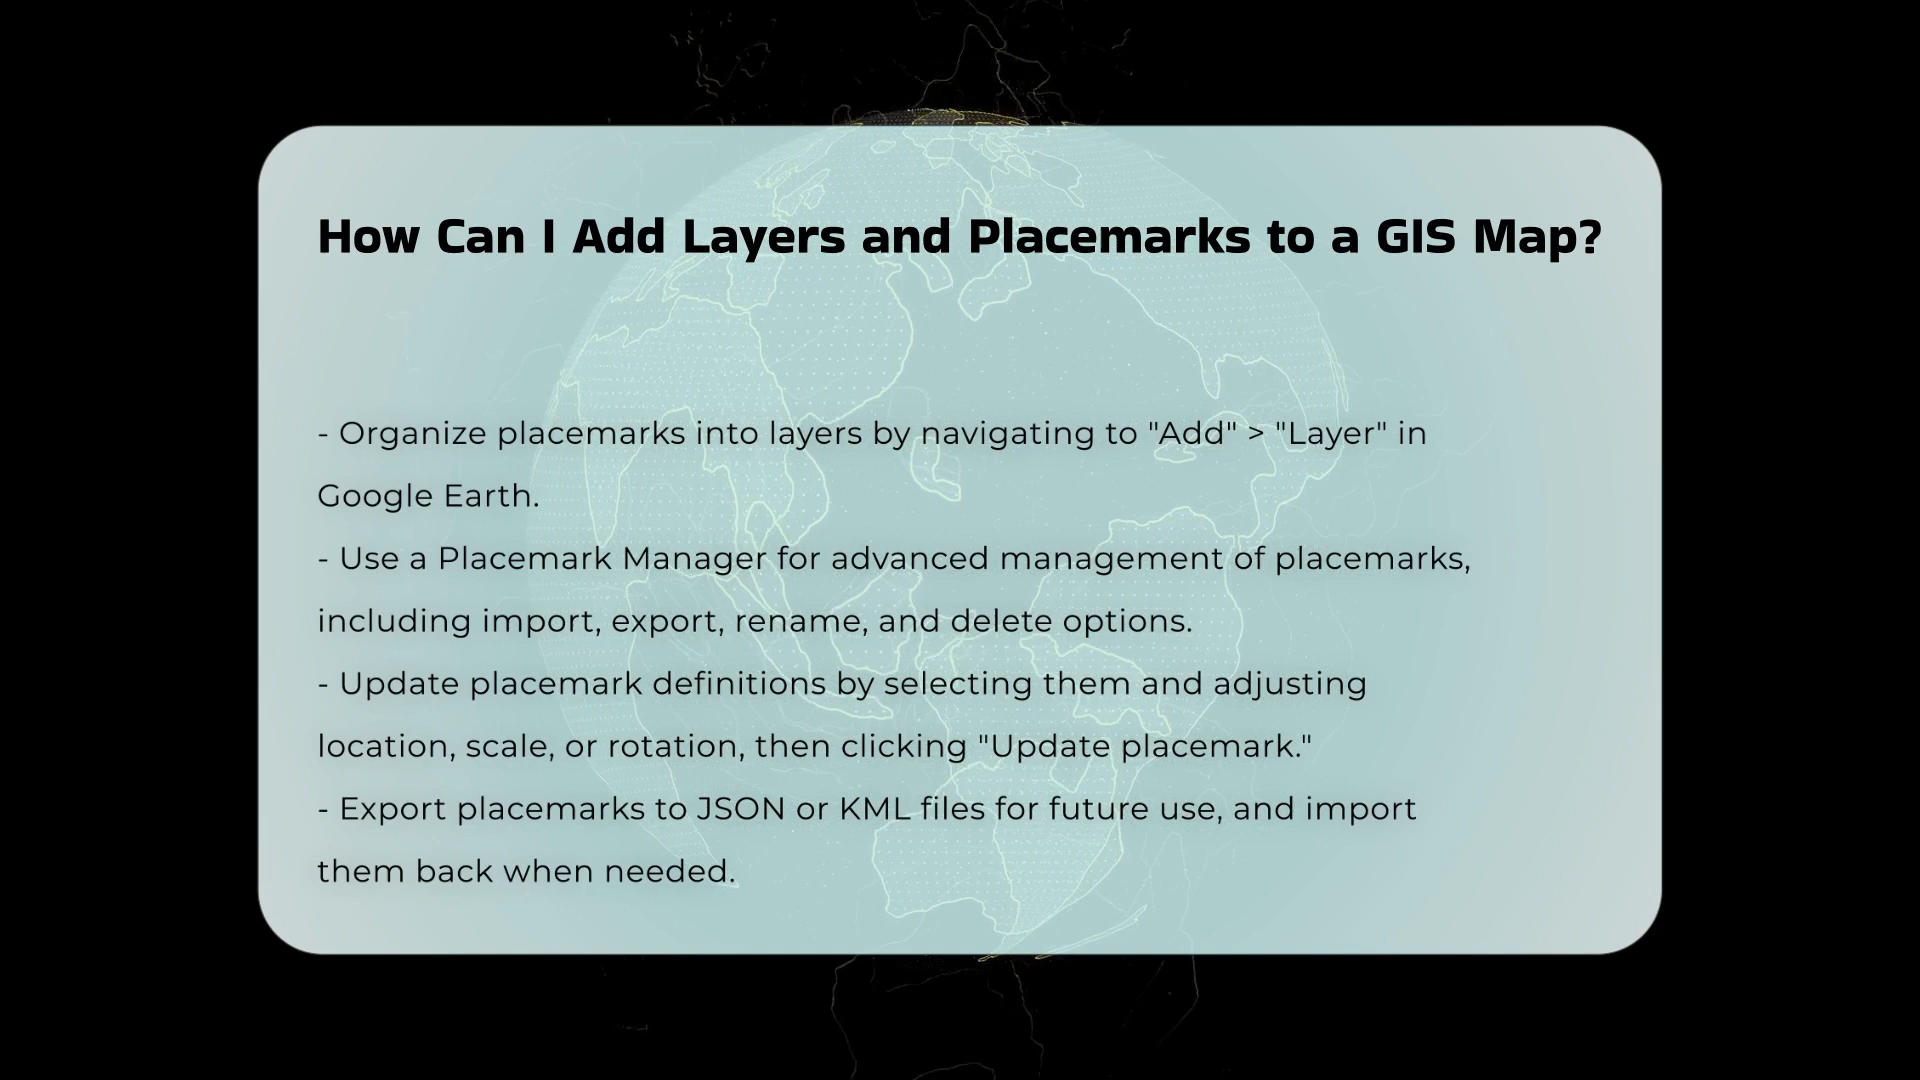 How Can I Add Layers and Placemarks to a GIS Map?
- Organize placemarks into layers by navigating to "Add" > "Layer" in
Google Earth.
- Use a Placemark Manager for advanced management of placemarks,
including import, export, rename, and delete options.
- Update placemark definitions by selecting them and adjusting
location, scale, or rotation, then clicking "Update placemark."
- Export placemarks to JSON or KML files for future use, and import
them back when needed.